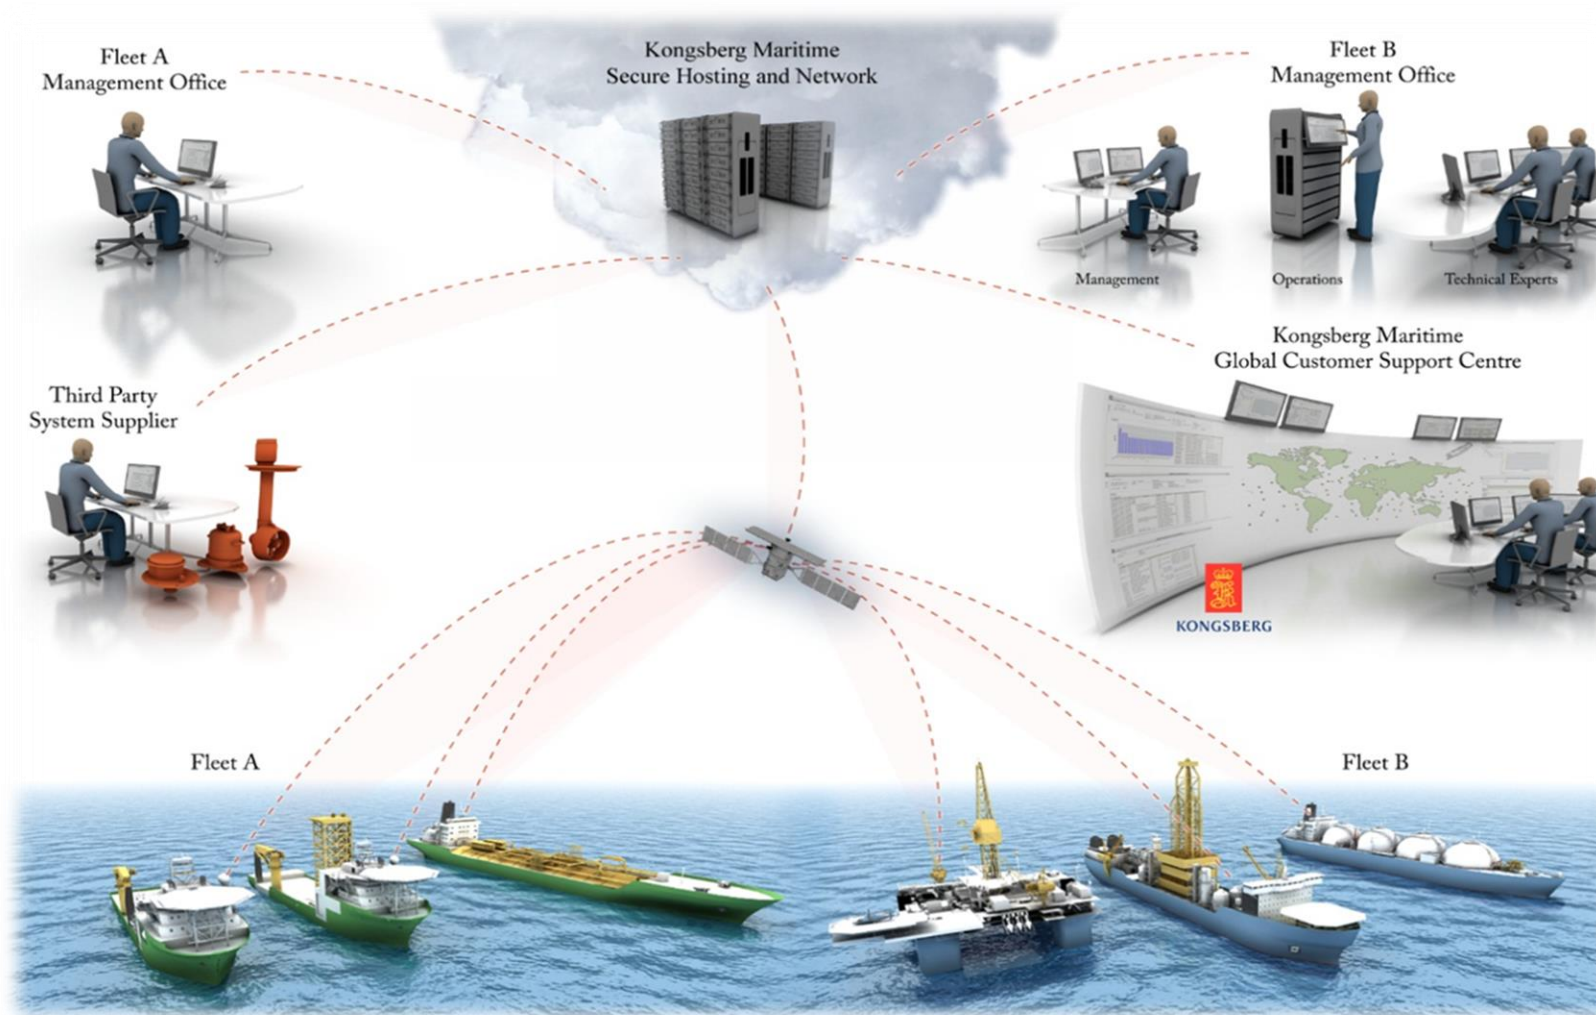 Fleet A
Management Office
Kongsberg Maritime
Secure Hosting and Network
Fleet B
Management Office
Management
Operations
Technical Experts
Third Party
System Supplier
Kongsberg Maritime
Global Customer Support Centre
KONGSBERG
Fleet A
Fleet B